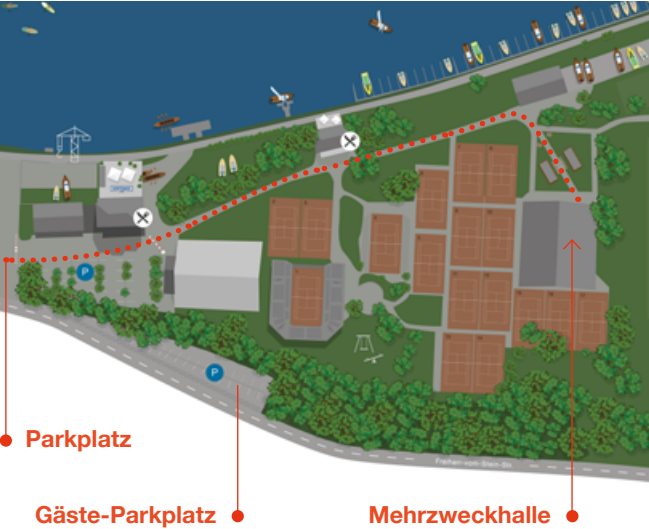 P
P
Freiherr-vom-Stein-Str.
Parkplatz
Gäste-Parkplatz
Mehrzweckhalle